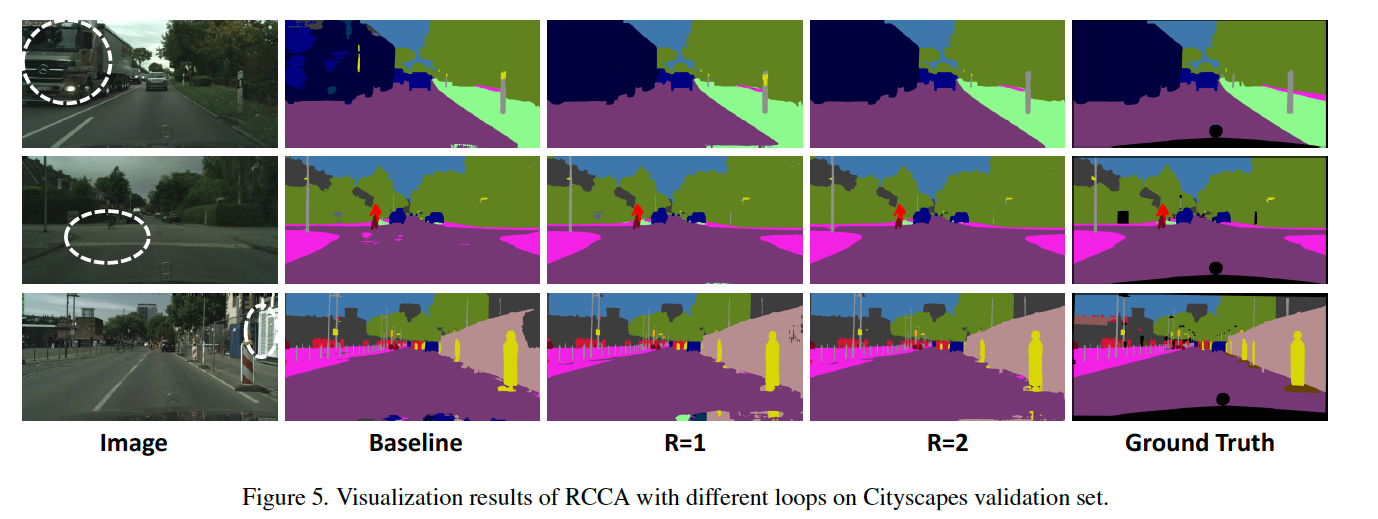 Image Baseline R=1 R=2 Ground Truth
Figure 5. Visualization results of RCCA with different loops on Cityscapes validation set.